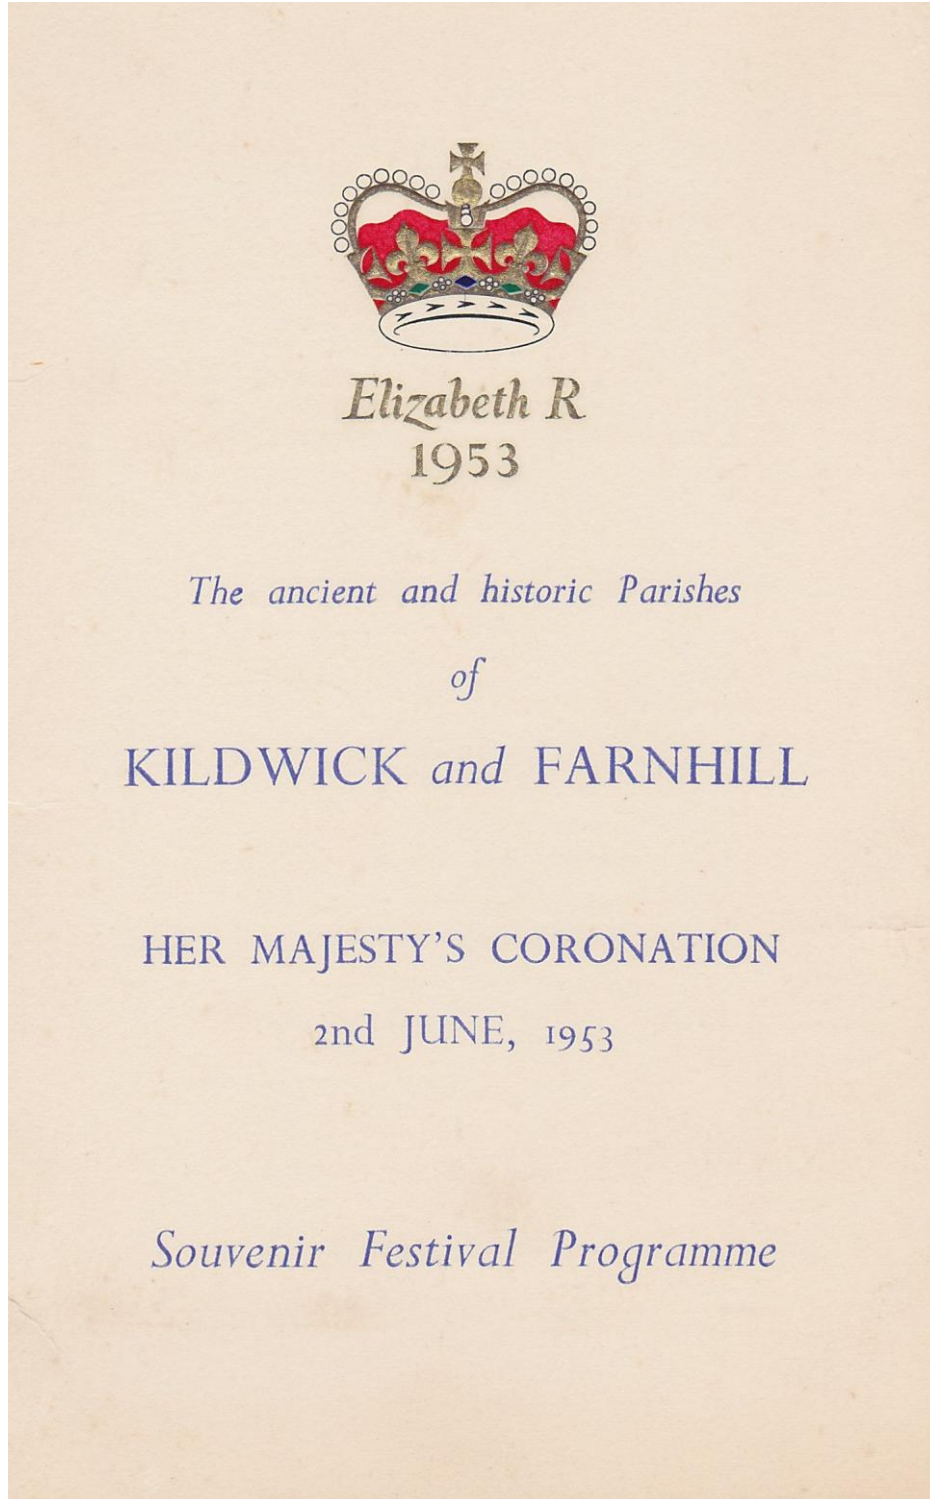 Elizabeth R
1953
The ancient and historic Parishes
of
KILDWICK and FARNHILL
HER MAJESTY'S CORONATION
2nd JUNE, 1953
Souvenir Festival Programme